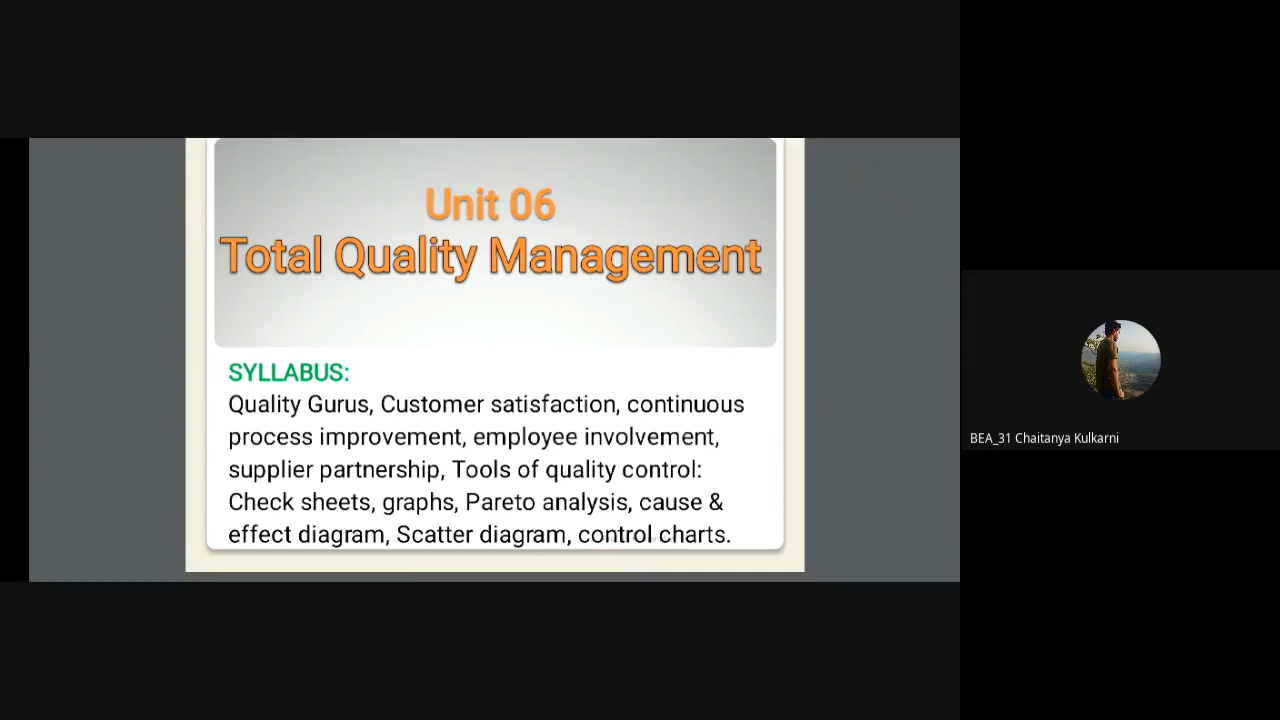 Unit 06
Total Quality Management
SYLLABUS:
Quality Gurus, Customer satisfaction, continuous
process improvement, employee involvement,
supplier partnership, Tools of quality control:
Check sheets, graphs, Pareto analysis, cause &
effect diagram, Scatter diagram, control charts.
BEA_31 Chaitanya Kulkarni